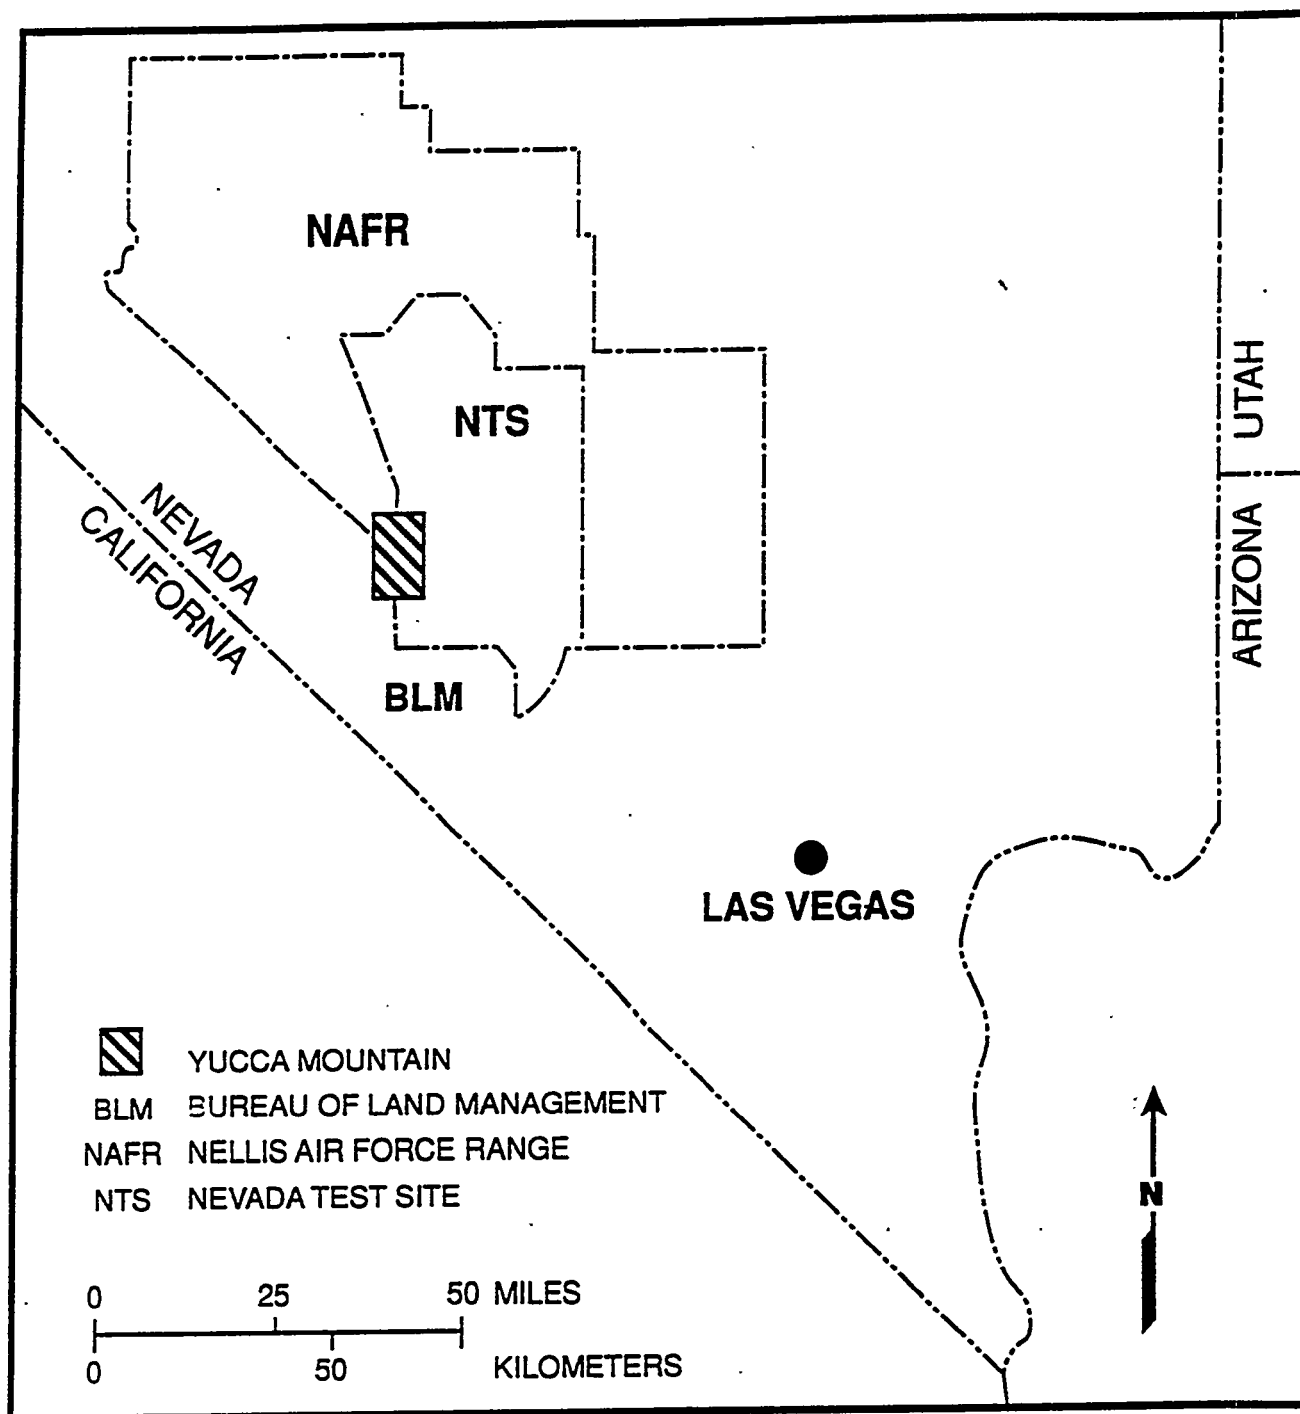 NAFR
UTAH
NTS
NEVADA
CALIFORNIA
ARIZONA
BLM
LAS VEGAS
YUCCA MOUNTAIN
BLM BUREAU OF LAND MANAGEMENT
NAFR NELLIS AIR FORCE RANGE
NTS NEVADA TEST SITE
N
0 25 50 MILES
0 50 KILOMETERS